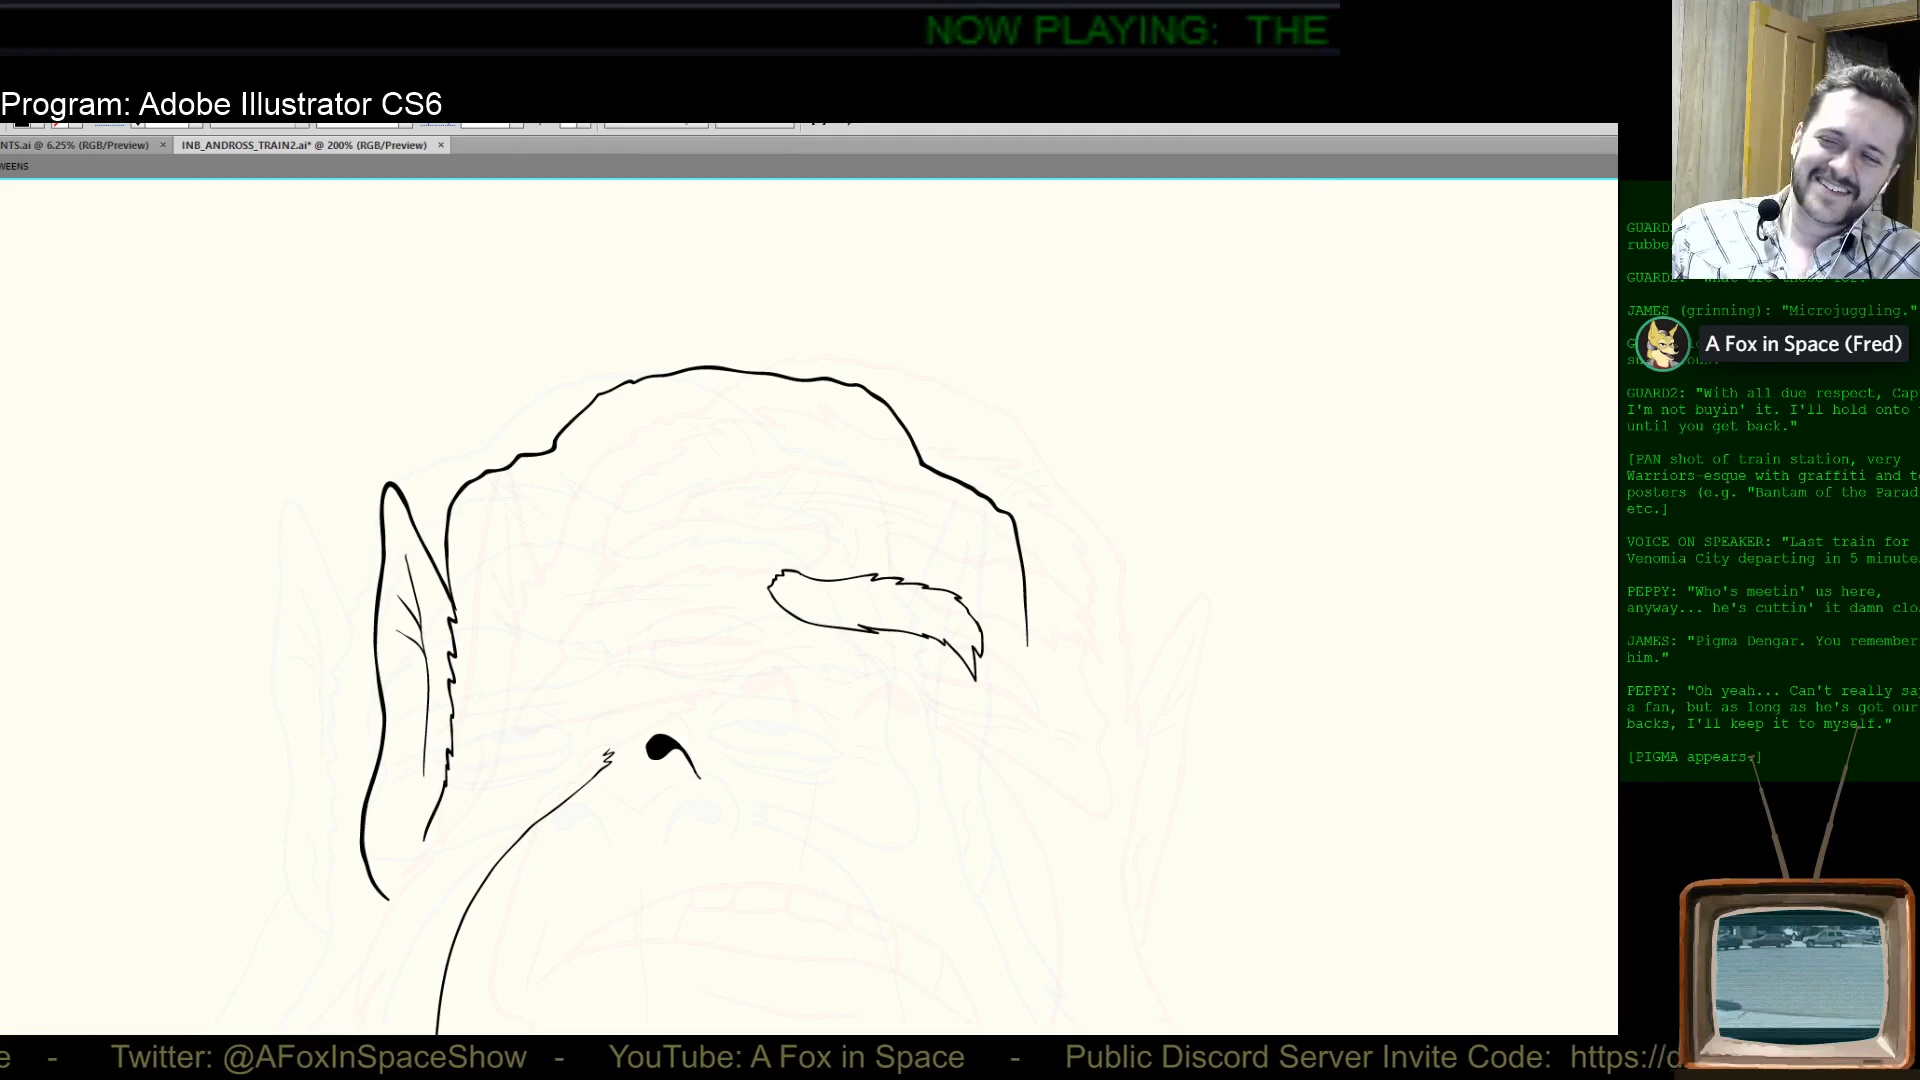 NOW PLAYING: THE
Program: Adobe Illustrator CS6
NTS.ai @ 6.25% (RGB/Preview) ×
INB_ANDROSS_TRAIN2.ai* @ 200% (RGB/Preview) ×
WEENS
JAMES (grinning): "Microjuggling."
A Fox in Space (Fred)
GUARD2: "With all due respect, Cap
I'm not buyin' it. I'll hold onto
until you get back."
[PAN shot of train station, very
Warriors-esque with graffiti and
posters (e.g. "Bantam of the Parad
etc.]
VOICE ON SPEAKER: "Last train for
Venomia City departing in 5 minute
PEPPY: "Who's meetin' us here,
anyway... he's cuttin' it damn clo
JAMES: "Pigma Dengar. You remember
him."
PEPPY: "Oh yeah... Can't really sa
a fan, but as long as he's got our
backs, I'll keep it to myself."
[PIGMA appears.]
e - Twitter: @AFoxInSpaceShow - YouTube: A Fox in Space - Public Discord Server Invite Code: https://d